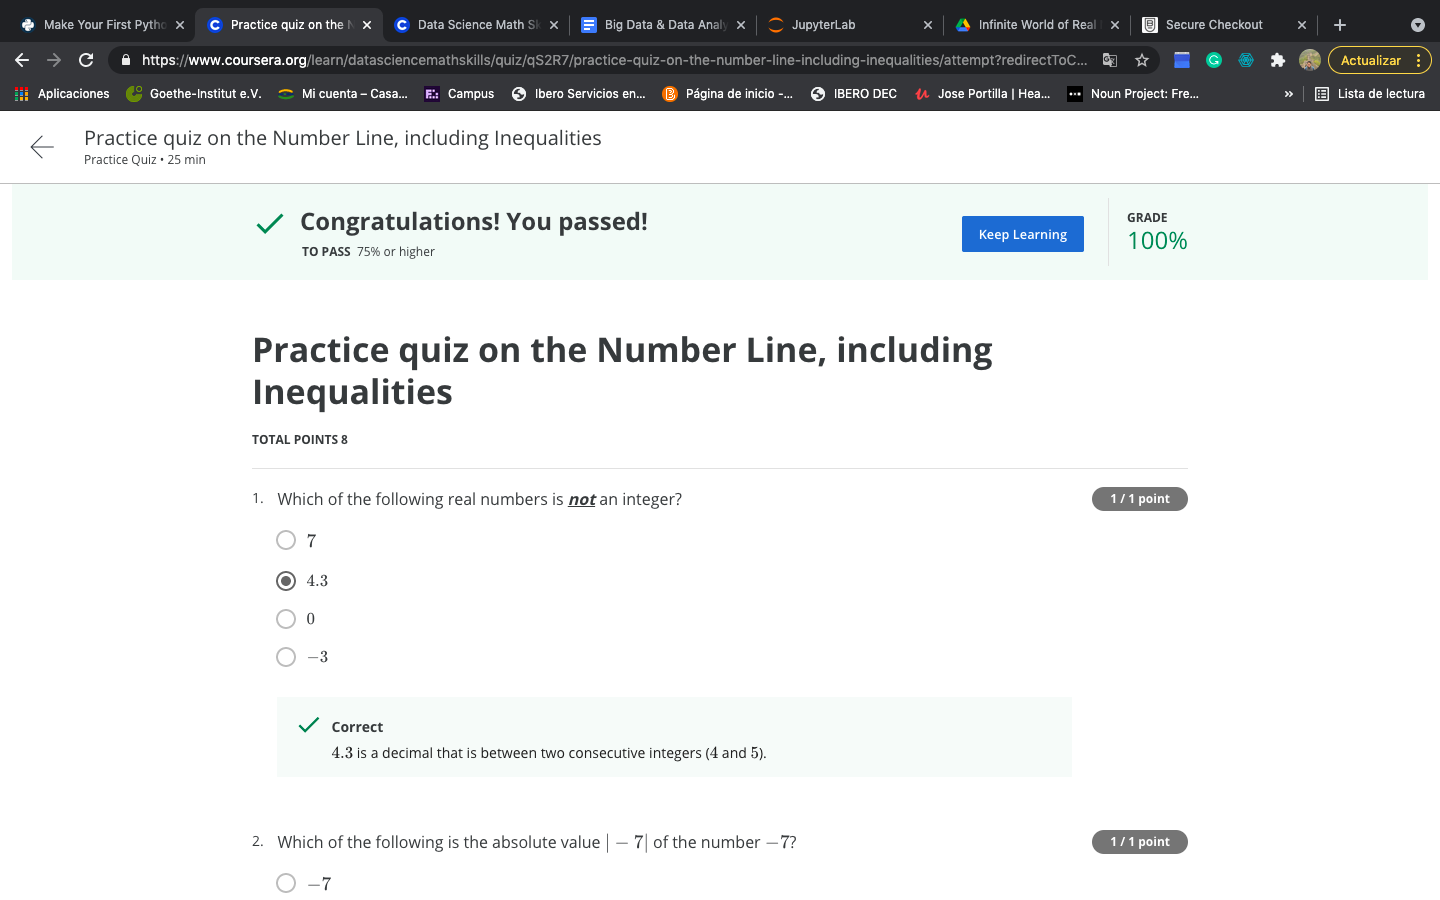 Make Your First Pytho
Practice quiz on the N
Data Science Math Sk
Big Data & Data Analy
JupyterLab
Infinite World of Real
Secure Checkout
https://www.coursera.org/learn/datasciencemathskills/quiz/qS2R7/practice-quiz-on-the-number-line-including-inequalities/attempt?redirectToC...
Actualizar
Aplicaciones
Goethe-Institut e.V.
Mi cuenta – Casa...
Campus
Ibero Servicios en...
Página de inicio -...
IBERO DEC
Jose Portilla | Hea...
Noun Project: Fre...
»
Lista de lectura
Practice quiz on the Number Line, including Inequalities
Practice Quiz • 25 min
Congratulations! You passed!
TO PASS 75% or higher
Keep Learning
GRADE
100%
Practice quiz on the Number Line, including
Inequalities
TOTAL POINTS 8
1. Which of the following real numbers is not an integer?
1 / 1 point
7
4.3
0
−3
Correct
4.3 is a decimal that is between two consecutive integers (4 and 5).
2. Which of the following is the absolute value | − 7| of the number −7?
1 / 1 point
−7